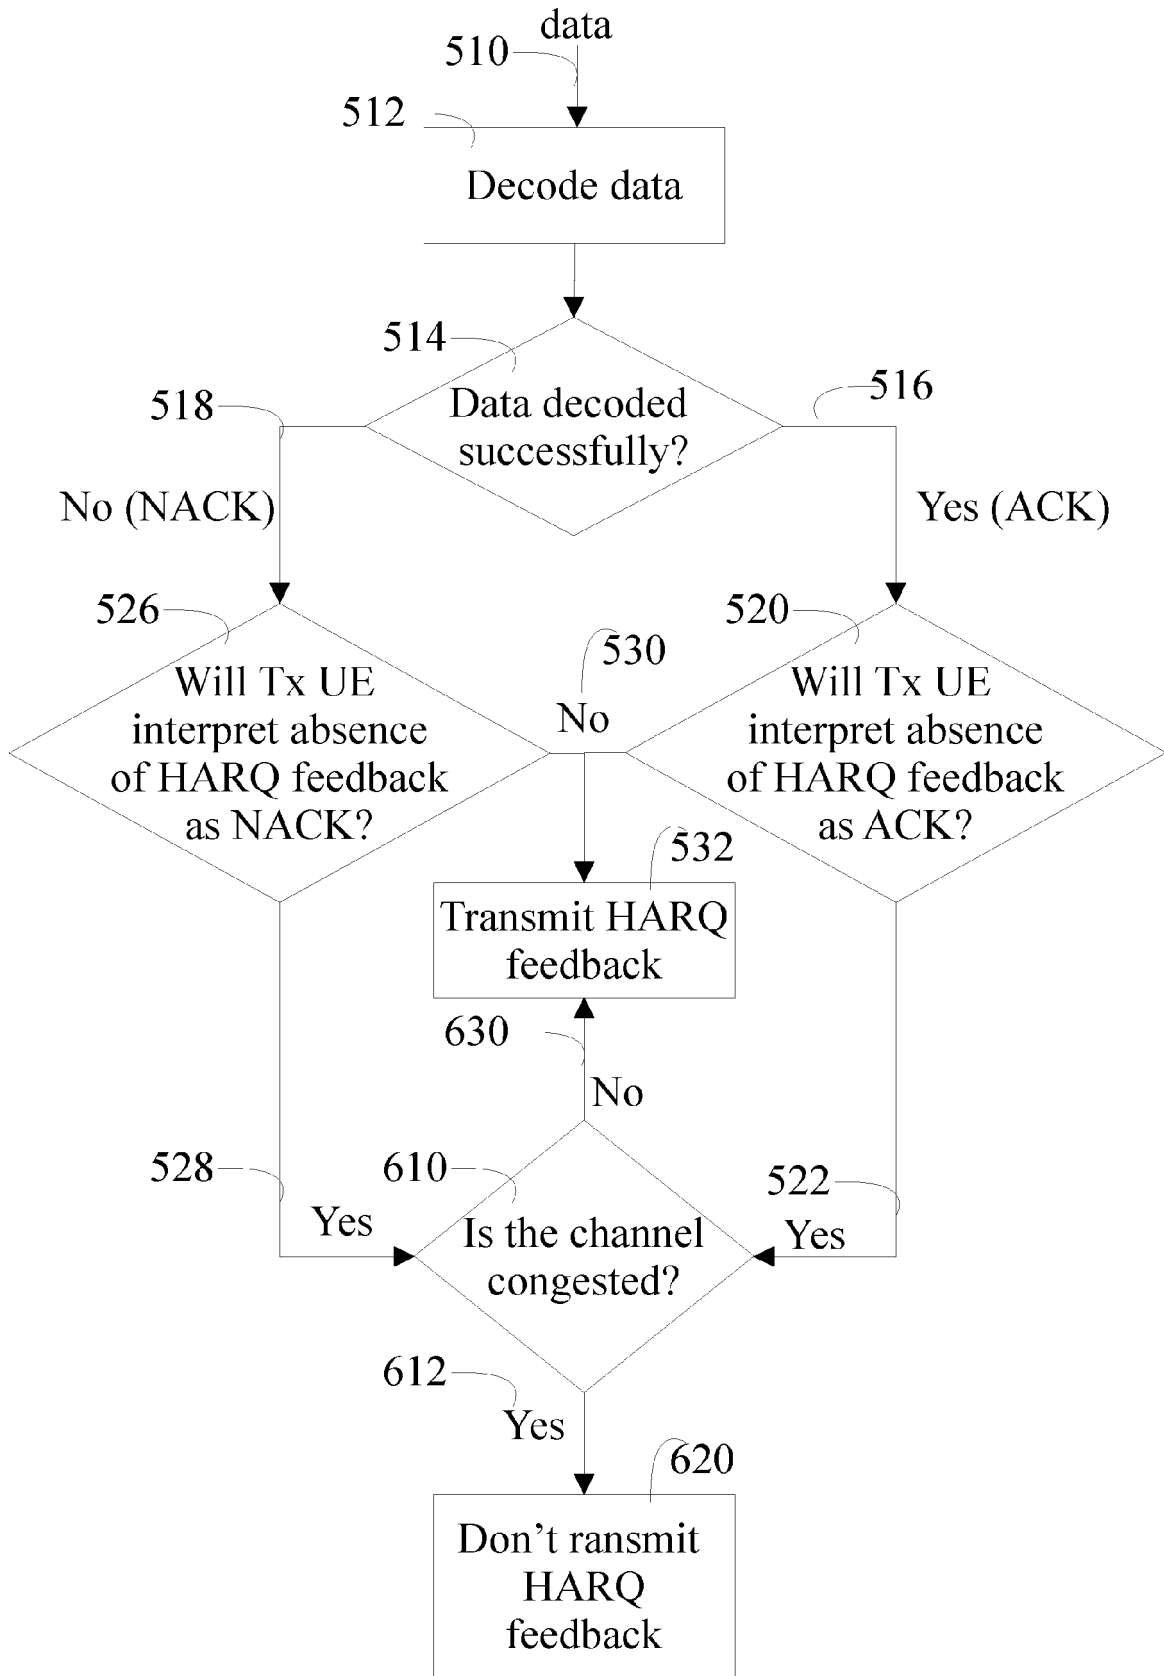 data
510
512
Decode data
514
516
518
Data decoded
successfully?
No (NACK)
Yes (ACK)
526
520
530
Will Tx UE
interpret absence
of HARQ feedback
as NACK?
No
Will Tx UE
interpret absence
of HARQ feedback
as ACK?
532
Transmit HARQ
feedback
630
No
528
610
522
Yes
Is the channel
congested?
Yes
612
Yes
620
Don't ransmit
HARQ
feedback